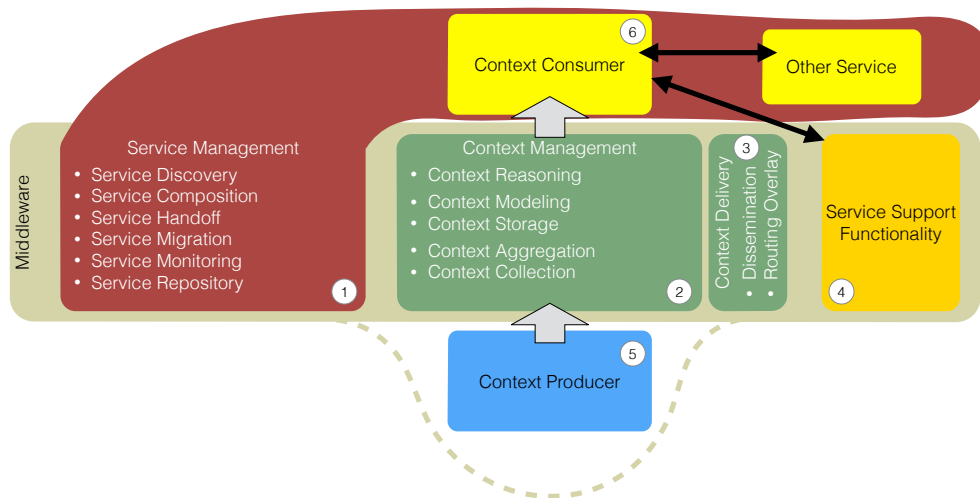 6
Context Consumer
Other Service
Middleware
Service Management
• Service Discovery
• Service Composition
• Service Handoff
• Service Migration
• Service Monitoring
• Service Repository
1
Context Management
• Context Reasoning
• Context Modeling
• Context Storage
• Context Aggregation
• Context Collection
2
3
Context Delivery
• Dissemination
• Routing Overlay
Service Support
Functionality
4
5
Context Producer